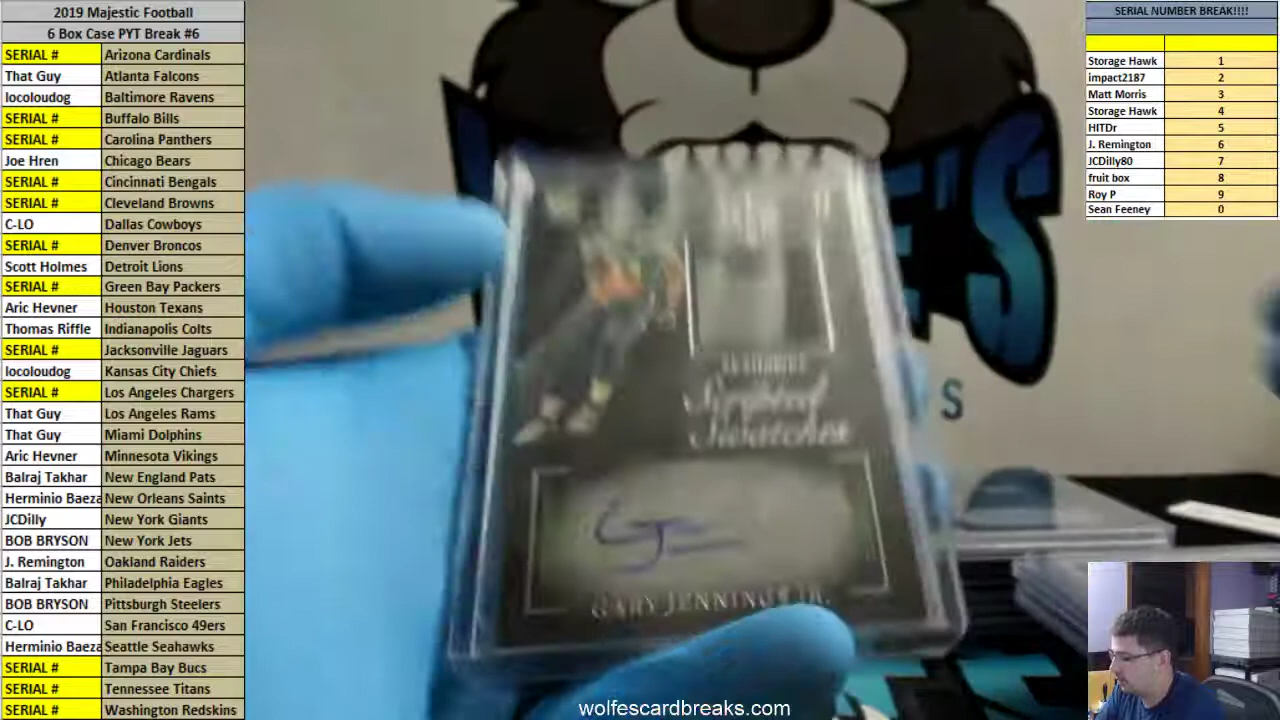 2019 Majestic Football
6 Box Case PYT Break #6
SERIAL # Arizona Cardinals
That Guy Atlanta Falcons
locoloudog Baltimore Ravens
SERIAL # Buffalo Bills
SERIAL # Carolina Panthers
Joe Hren Chicago Bears
SERIAL # Cincinnati Bengals
SERIAL # Cleveland Browns
C-LO Dallas Cowboys
SERIAL # Denver Broncos
Scott Holmes Detroit Lions
SERIAL # Green Bay Packers
Aric Hevner Houston Texans
Thomas Riffle Indianapolis Colts
SERIAL # Jacksonville Jaguars
locoloudog Kansas City Chiefs
SERIAL # Los Angeles Chargers
That Guy Los Angeles Rams
That Guy Miami Dolphins
Aric Hevner Minnesota Vikings
Balraj Takhar New England Pats
Herminio Baeza New Orleans Saints
JCDilly New York Giants
BOB BRYSON New York Jets
J. Remington Oakland Raiders
Balraj Takhar Philadelphia Eagles
BOB BRYSON Pittsburgh Steelers
C-LO San Francisco 49ers
Herminio Baeza Seattle Seahawks
SERIAL # Tampa Bay Bucs
SERIAL # Tennessee Titans
SERIAL # Washington Redskins
Signed
Swatches
GARY JENNINGS JR.
E'S
S
wolfescardbreaks.com
SERIAL NUMBER BREAK!!!!
Storage Hawk 1
impact2187 2
Matt Morris 3
Storage Hawk 4
HITDr 5
J. Remington 6
JCDilly80 7
fruit box 8
Roy P 9
Sean Feeney 0